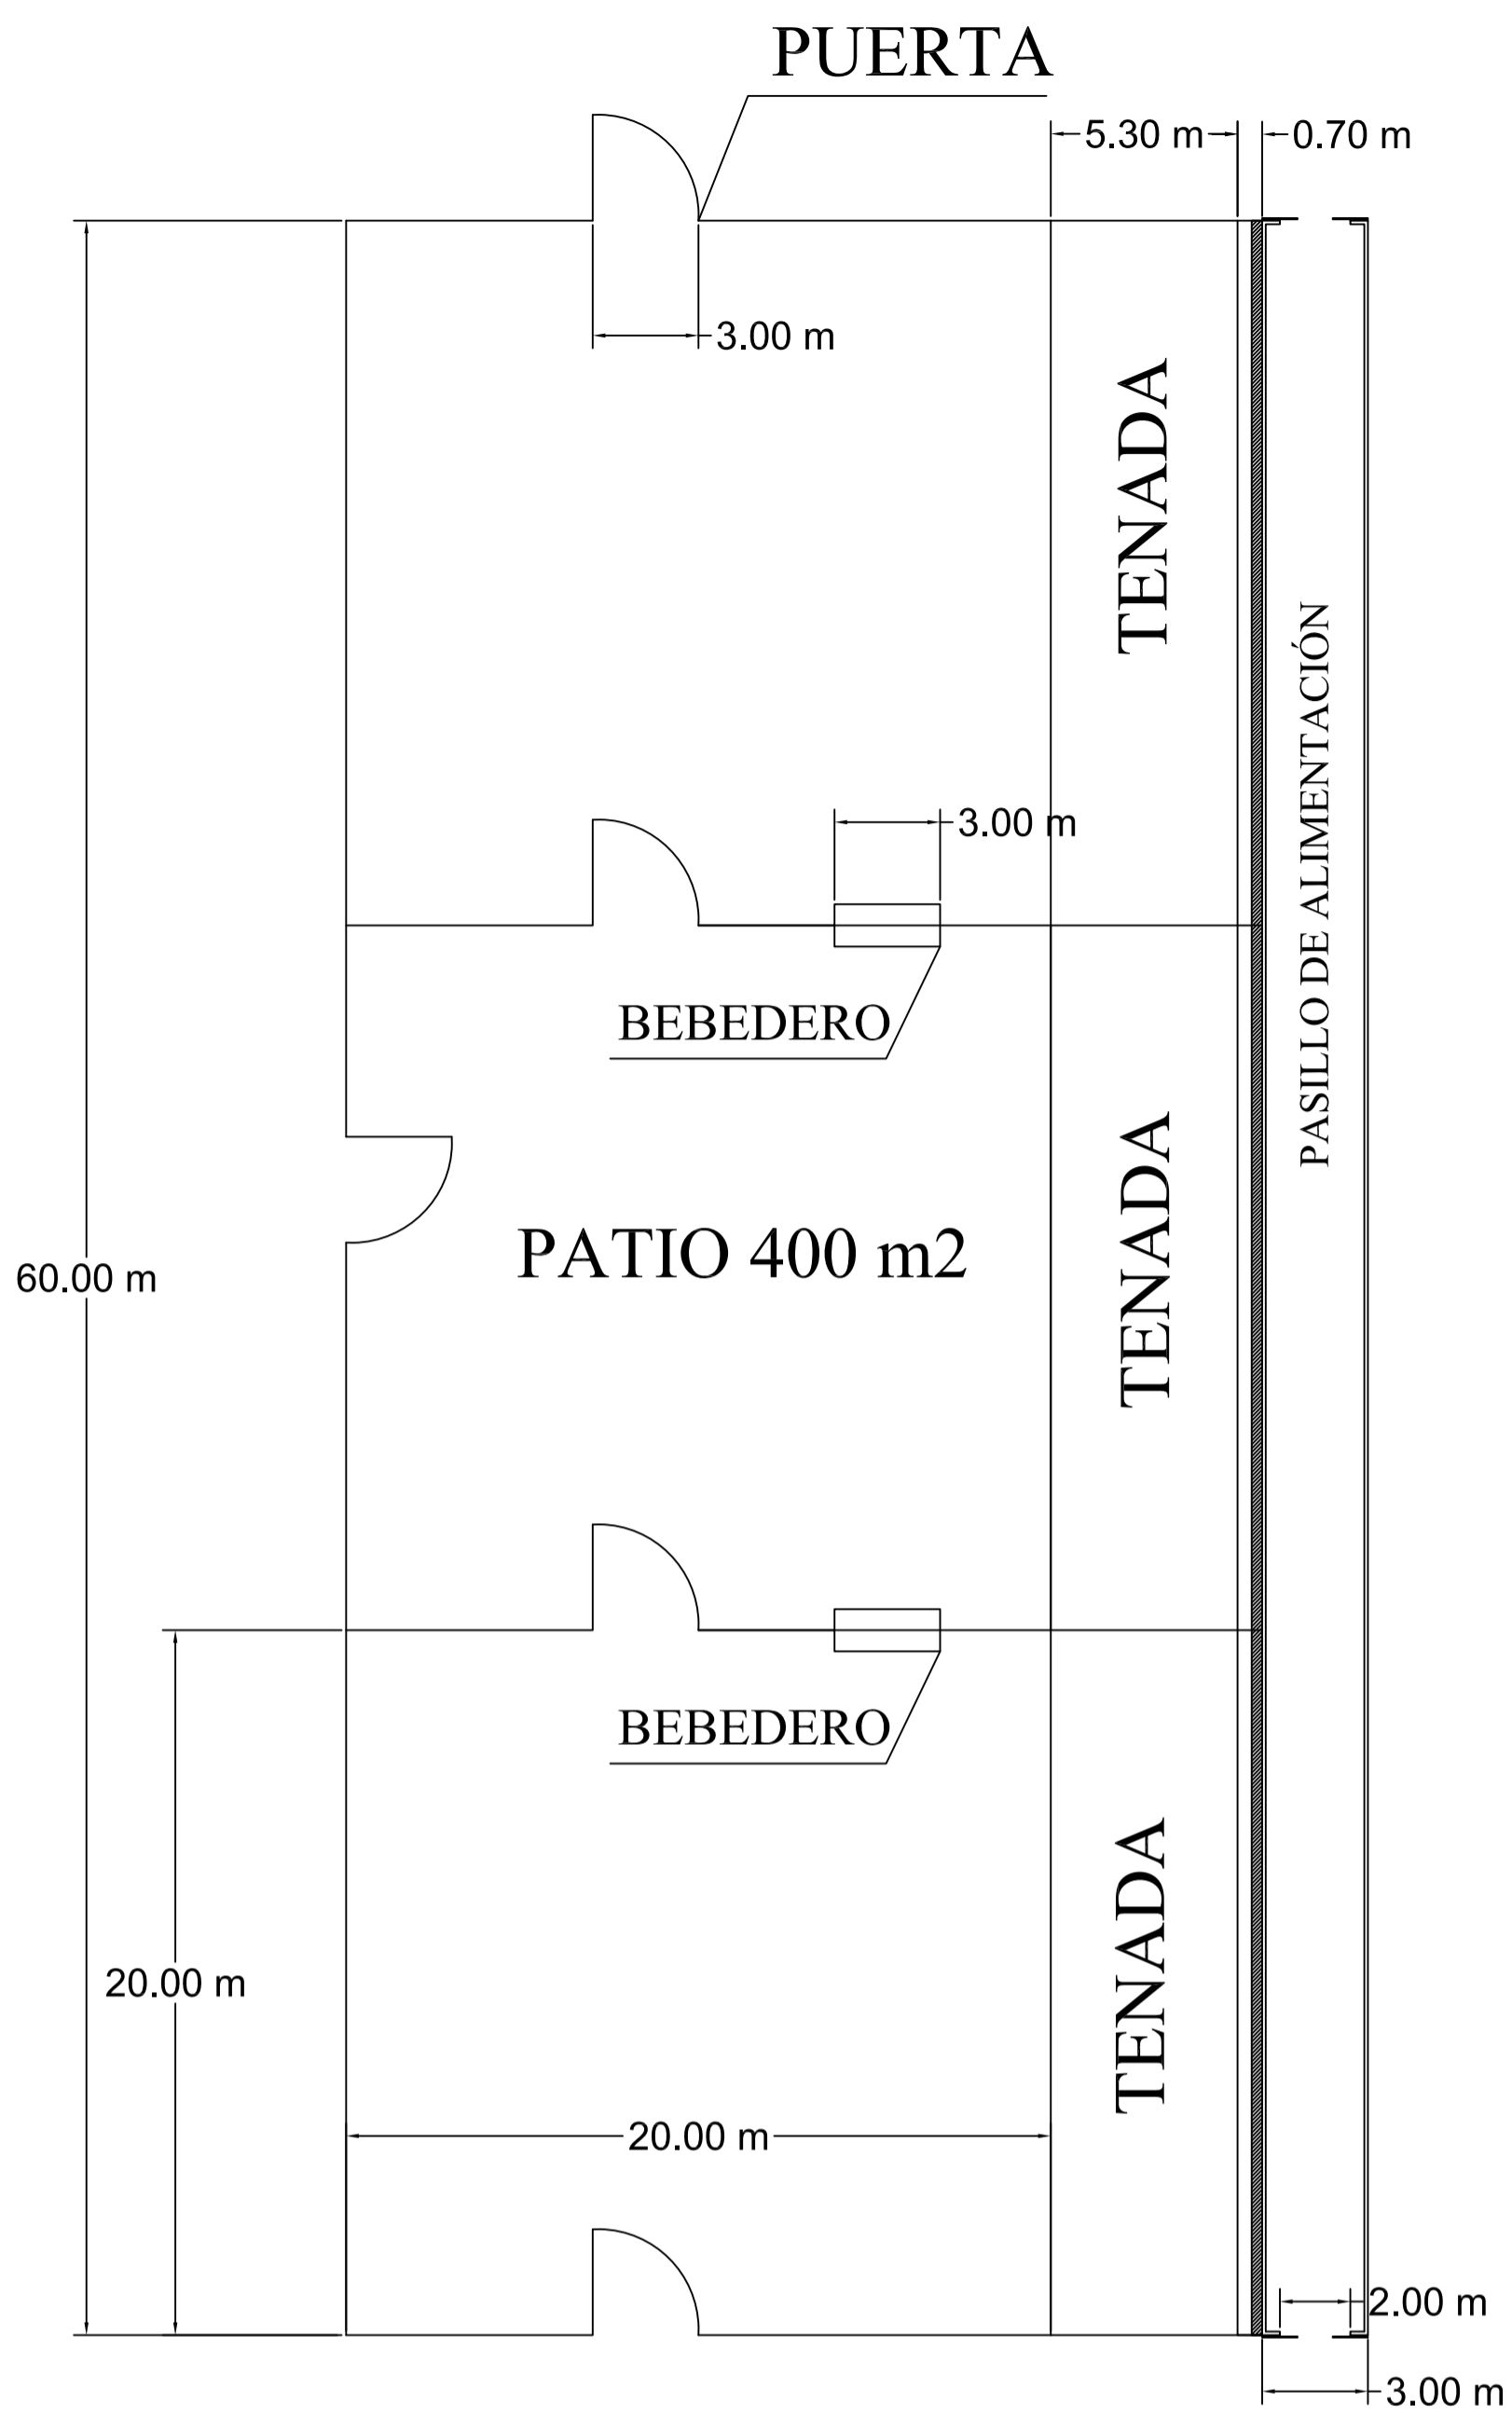 PUERTA
5.30 m
0.70 m
3.00 m
TENADA
PASILLO DE ALIMENTACIÓN
3.00 m
BEBEDERO
TENADA
PATIO 400 m2
60.00 m
BEBEDERO
TENADA
20.00 m
20.00 m
2.00 m
3.00 m